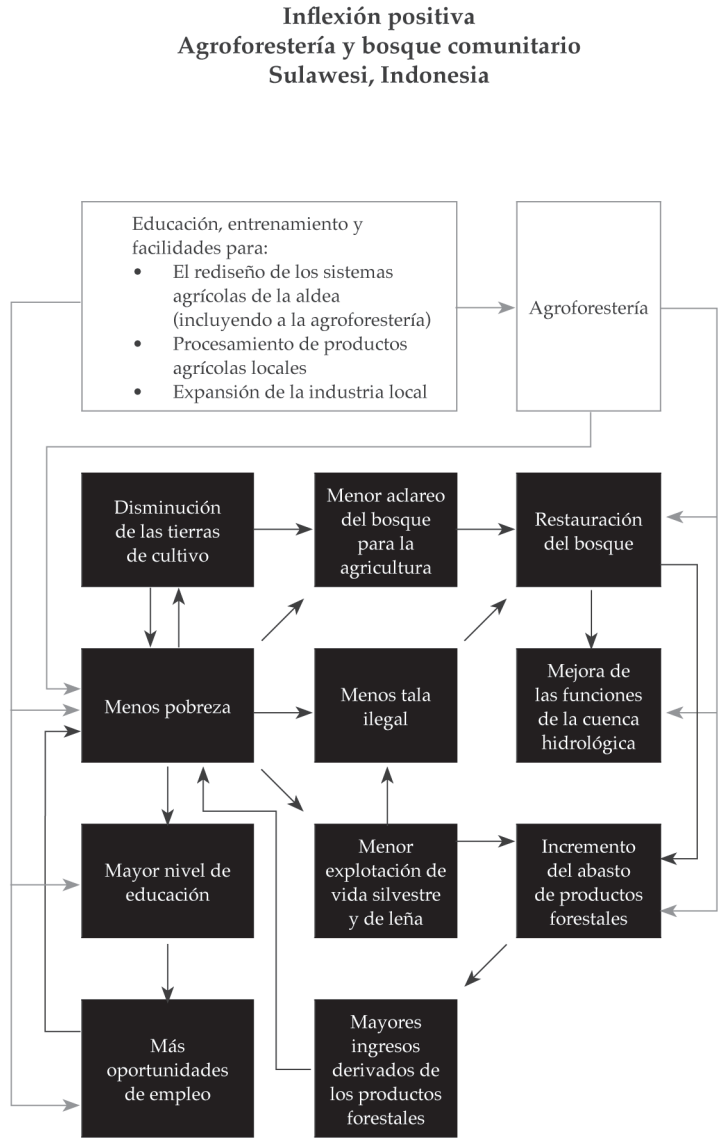 Inflexión positiva
Agroforestería y bosque comunitario
Sulawesi, Indonesia
Educación, entrenamiento y
facilidades para:
• El rediseño de los sistemas
agrícolas de la aldea
(incluyendo a la agroforestería)
• Procesamiento de productos
agrícolas locales
• Expansión de la industria local
Agroforestería
Disminución
de las tierras
de cultivo
Menor aclareo
del bosque
para la
agricultura
Restauración
del bosque
Menos pobreza
Menos tala
ilegal
Mejora de
las funciones
de la cuenca
hidrológica
Mayor nivel de
educación
Menor
explotación de
vida silvestre
y de leña
Incremento
del abasto
de productos
forestales
Más
oportunidades
de empleo
Mayores
ingresos
derivados de
los productos
forestales